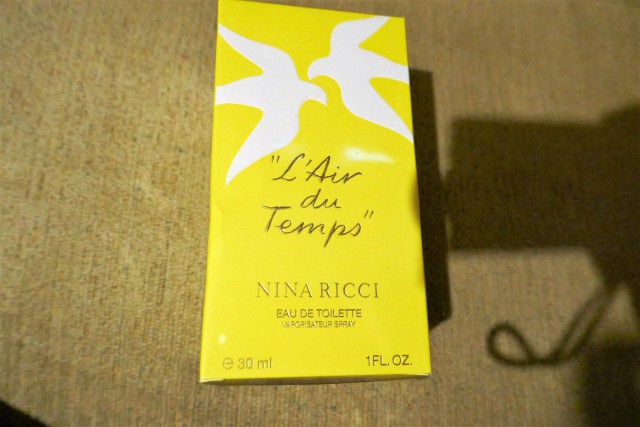 "L'Air
du
Temps"
NINA RICCI
EAU DE TOILETTE
VAPORISATEUR SPRAY
℮ 30 ml 1FL. OZ.